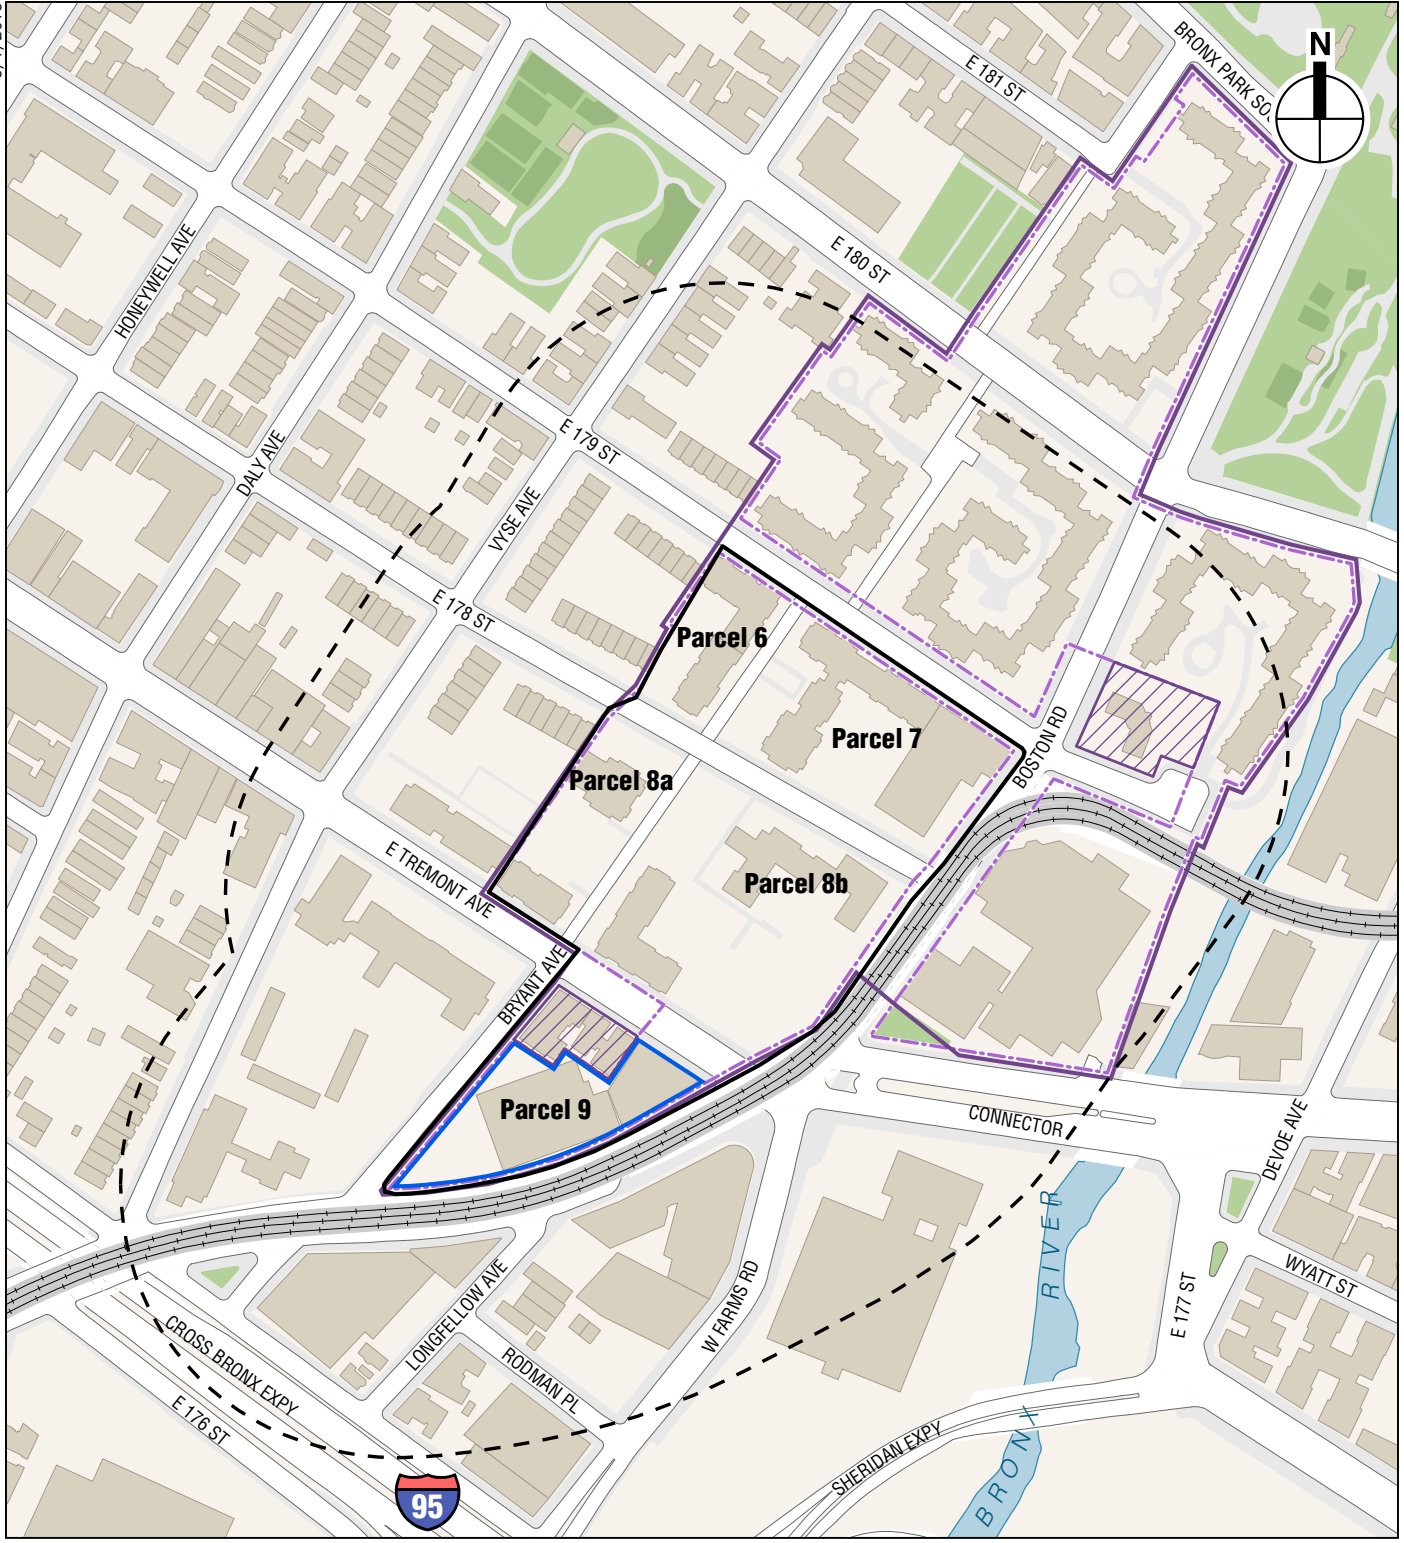 BRONX PARK SO.
N
E 181 ST
E 180 ST
HONEYWELL AVE
E 179 ST
DALY AVE
VYSE AVE
E 178 ST
Parcel 6
Parcel 7
BOSTON RD
Parcel 8a
E TREMONT AVE
Parcel 8b
BRYANT AVE
Parcel 9
CONNECTOR
DEVOE AVE
RIVER
WYATT ST
E 177 ST
LONGFELLOW AVE
W FARMS RD
CROSS BRONX EXPY
RODMAN PL
E 176 ST
SHERIDAN EXPY
BRONX
95